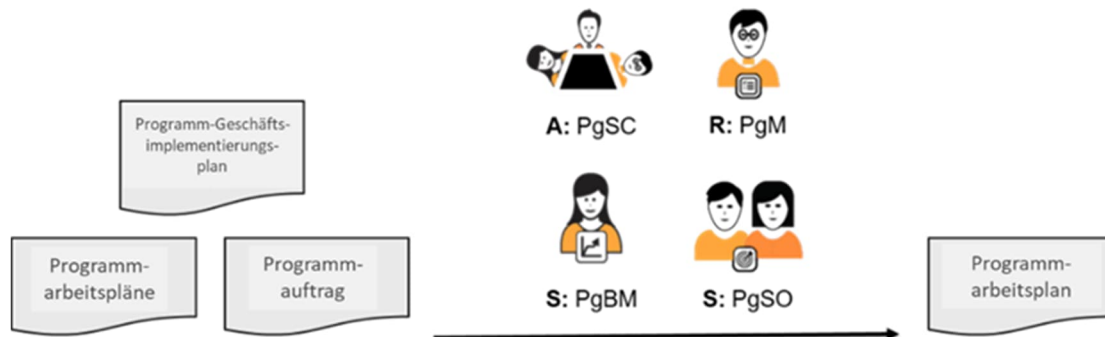 Programm-Geschäfts-
implementierungs-
plan
Programm-
arbeitspläne
Programm-
auftrag
A: PgSC
R: PgM
S: PgBM
S: PgSO
Programm-
arbeitsplan